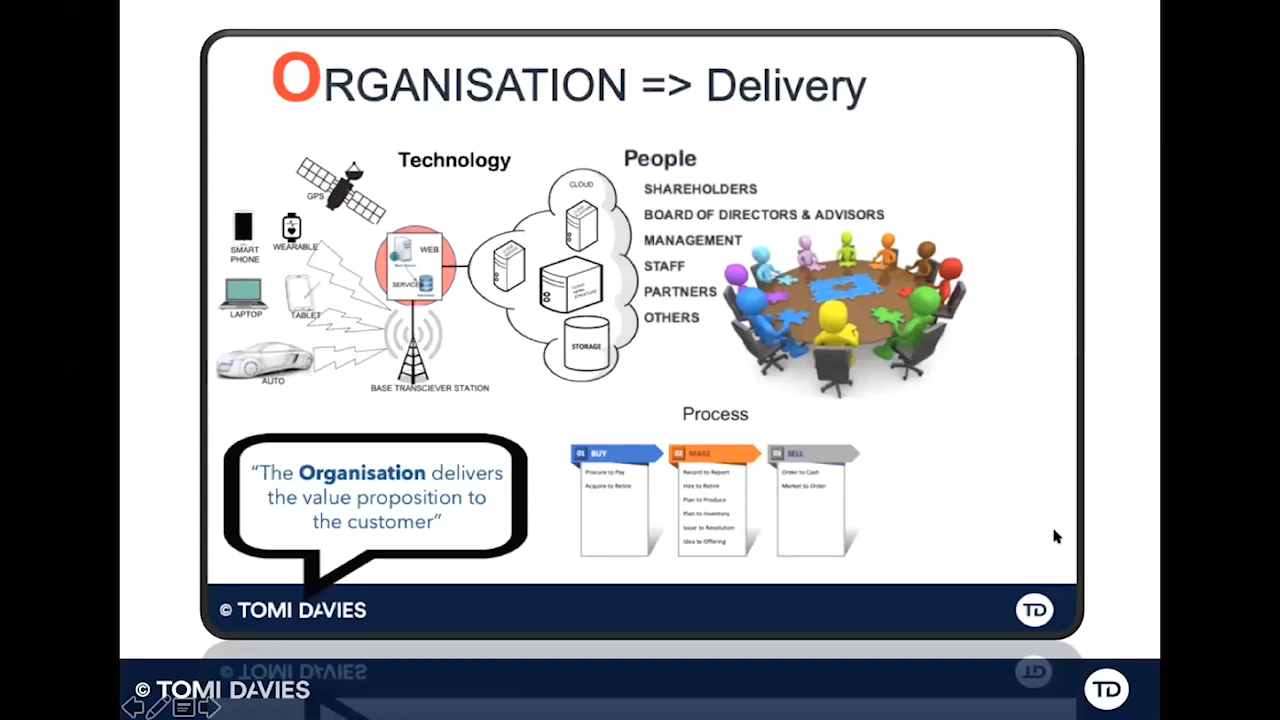 ORGANISATION => Delivery
Technology
People
GPS
SMART
PHONE
WEARABLE
LAPTOP
TABLET
AUTO
WEB
SERVICE
BASE TRANSCIEVER STATION
CLOUD
STORAGE
SHAREHOLDERS
BOARD OF DIRECTORS & ADVISORS
MANAGEMENT
STAFF
PARTNERS
OTHERS
Process
01 BUY
Procure to Pay
Acquire to Retire
02 MAKE
Record to Report
Hire to Retire
Plan to Produce
Plan to Inventory
Issue to Resolution
Idea to Offering
03 SELL
Order to Cash
Market to Order
“The Organisation delivers
the value proposition to
the customer”
© TOMI DAVIES
TD
© TOMI DAVIES
TD